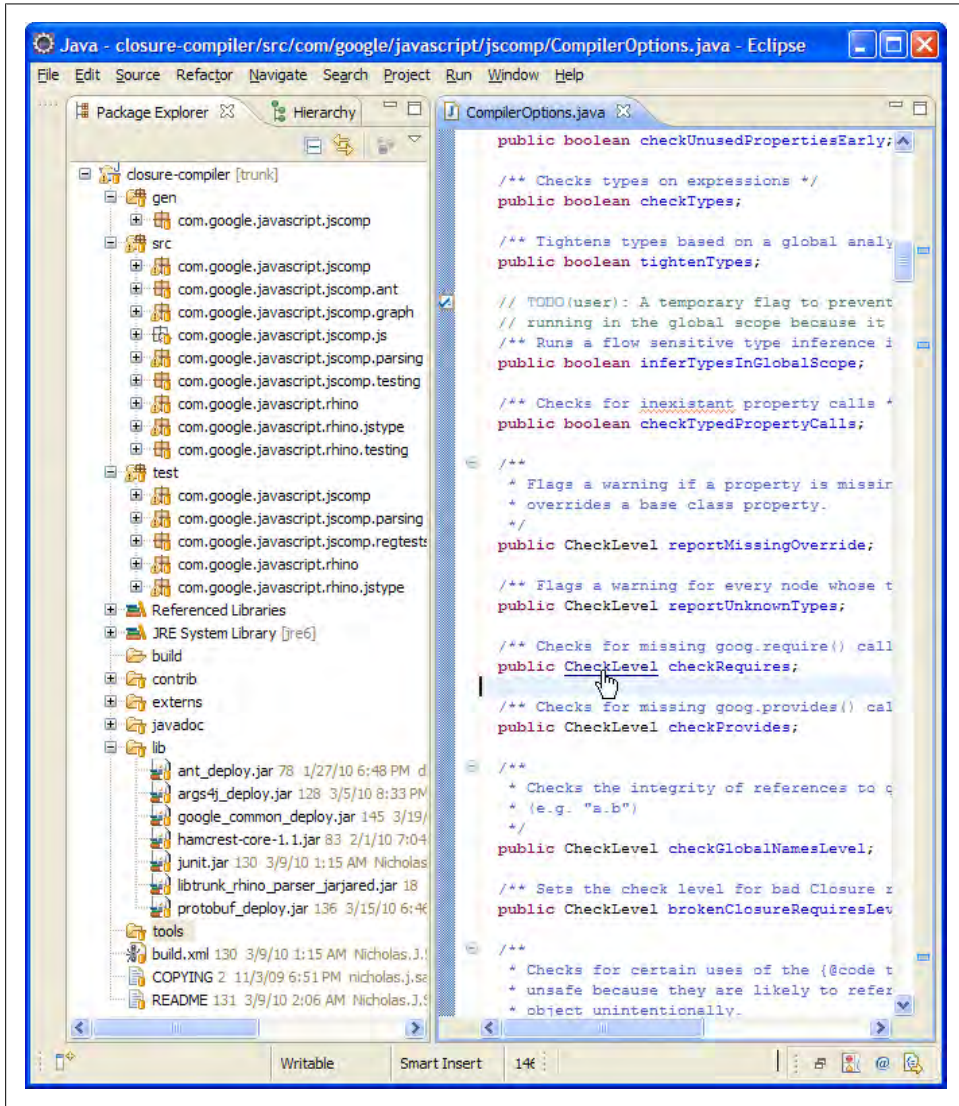 Java - closure-compiler/src/com/google/javascript/jscomp/CompilerOptions.java - Eclipse
File Edit Source Refactor Navigate Search Project Run Window Help
Package Explorer Hierarchy
closure-compiler [trunk]
gen
com.google.javascript.jscomp
src
com.google.javascript.jscomp
com.google.javascript.jscomp.ant
com.google.javascript.jscomp.graph
com.google.javascript.jscomp.js
com.google.javascript.jscomp.parsing
com.google.javascript.jscomp.testing
com.google.javascript.rhino
com.google.javascript.rhino.jstype
com.google.javascript.rhino.testing
test
com.google.javascript.jscomp
com.google.javascript.jscomp.parsing
com.google.javascript.jscomp.regtests
com.google.javascript.rhino
com.google.javascript.rhino.jstype
Referenced Libraries
JRE System Library [jre6]
build
contrib
externs
javadoc
lib
ant_deploy.jar 78 1/27/10 6:48 PM d
args4j_deploy.jar 128 3/5/10 8:33 PM
google_common_deploy.jar 145 3/19/
hamcrest-core-1.1.jar 83 2/1/10 7:04
junit.jar 130 3/9/10 1:15 AM Nicholas
libtrunk_rhino_parser_jarjared.jar 18
protobuf_deploy.jar 136 3/15/10 6:46
tools
build.xml 130 3/9/10 1:15 AM Nicholas.J.
COPYING 2 11/3/09 6:51 PM nicholas.j.sa
README 131 3/9/10 2:06 AM Nicholas.J.S
CompilerOptions.java
public boolean checkUnusedPropertiesEarly;
/** Checks types on expressions */
public boolean checkTypes;
/** Tightens types based on a global analy
public boolean tightenTypes;
// TODO(user): A temporary flag to prevent
// running in the global scope because it
/** Runs a flow sensitive type inference i
public boolean inferTypesInGlobalScope;
/** Checks for inexistant property calls *
public boolean checkTypedPropertyCalls;
/**
* Flags a warning if a property is missin
* overrides a base class property.
*/
public CheckLevel reportMissingOverride;
/** Flags a warning for every node whose t
public CheckLevel reportUnknownTypes;
/** Checks for missing goog.require() call
public CheckLevel checkRequires;
/** Checks for missing goog.provides() cal
public CheckLevel checkProvides;
/**
* Checks the integrity of references to q
* (e.g. "a.b")
*/
public CheckLevel checkGlobalNamesLevel;
/** Sets the check level for bad Closure r
public CheckLevel brokenClosureRequiresLev
/**
* Checks for certain uses of the {@code t
* unsafe because they are likely to refer
* object unintentionally.
Writable Smart Insert 146